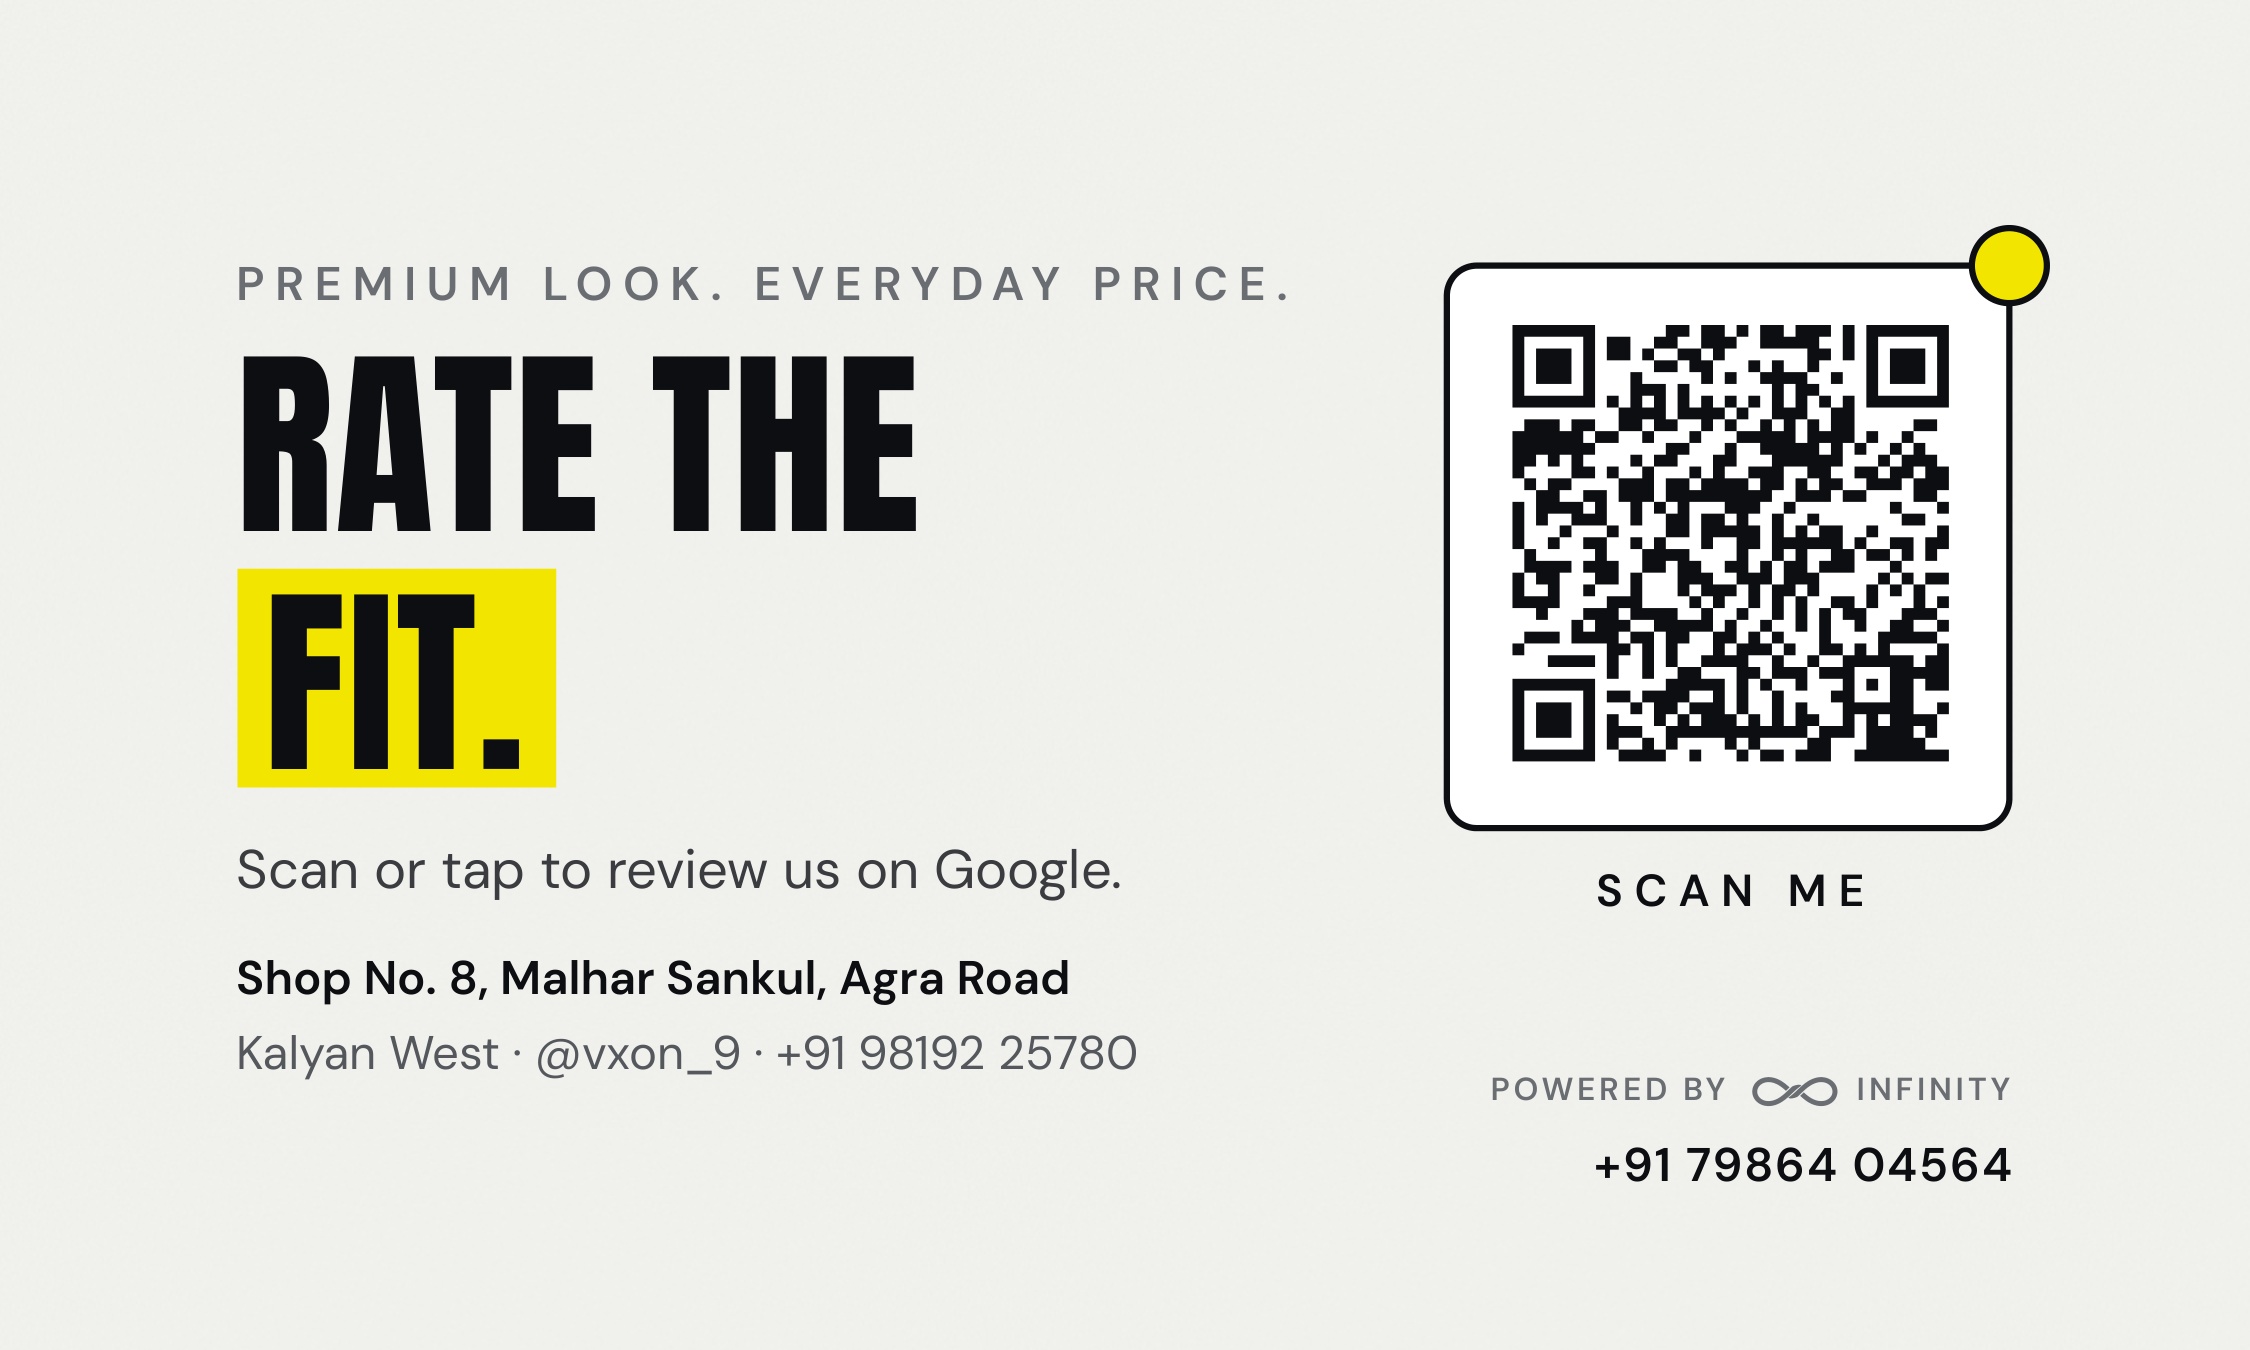 PREMIUM LOOK. EVERYDAY PRICE.
RATE THE
FIT.
Scan or tap to review us on Google.
Shop No. 8, Malhar Sankul, Agra Road
Kalyan West · @vxon_9 · +91 98192 25780
SCAN ME
POWERED BY INFINITY
+91 79864 04564